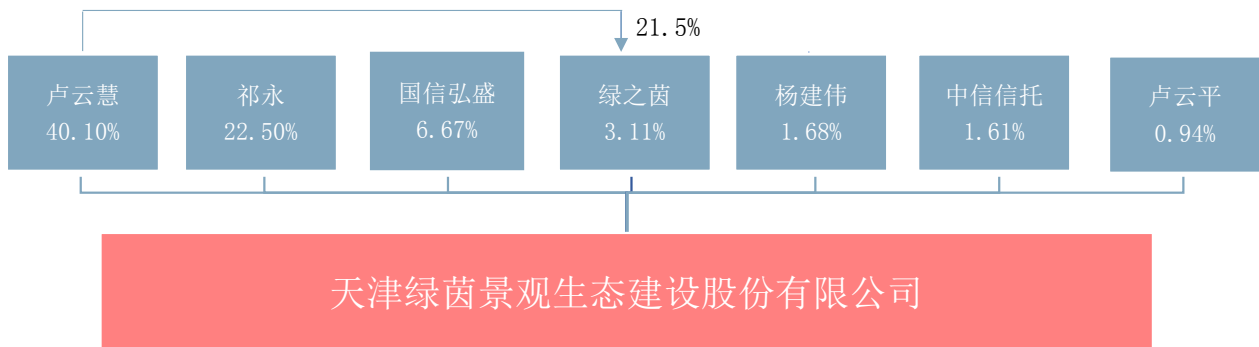 21.5%
卢云慧
40.10%
祁永
22.50%
国信弘盛
6.67%
绿之茵
3.11%
杨建伟
1.68%
中信信托
1.61%
卢云平
0.94%
天津绿茵景观生态建设股份有限公司